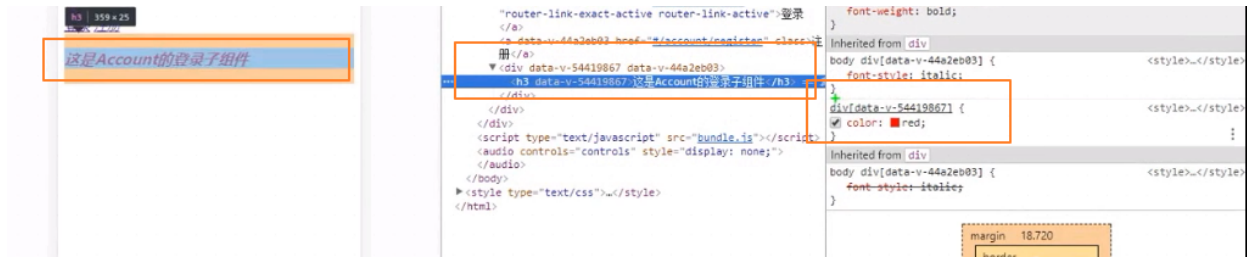 h3 359 × 25
登录 注册
这是Account的登录子组件
"router-link-exact-active router-link-active">登录
</a>
<a data-v-44a2eb03 href="#/account/register" class>注
册</a>
▼<div data-v-54419867 data-v-44a2eb03>
<h3 data-v-54419867>这是Account的登录子组件</h3>
</div>
</div>
</div>
<script type="text/javascript" src="bundle.js"></script>
<audio controls="controls" style="display: none;">
</audio>
</body>
▶<style type="text/css">…</style>
</html>
font-weight: bold;
}
Inherited from div
body div[data-v-44a2eb03] { <style>…</style>
font-style: italic;
}
div[data-v-54419867] { <style>…</style>
color: red;
}
Inherited from div
body div[data-v-44a2eb03] { <style>…</style>
font-style: italic;
}
margin 18.720
border